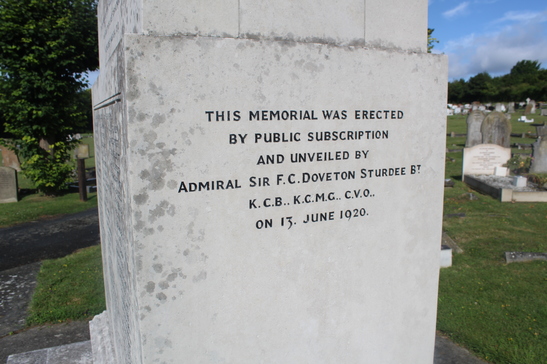 THIS MEMORIAL WAS ERECTED
BY PUBLIC SUBSCRIPTION
AND UNVEILED BY
ADMIRAL SIR F.C. DOVETON STURDEE BT.
K.C.B., K.C.M.G., C.V.O.,
ON 13. JUNE 1920.